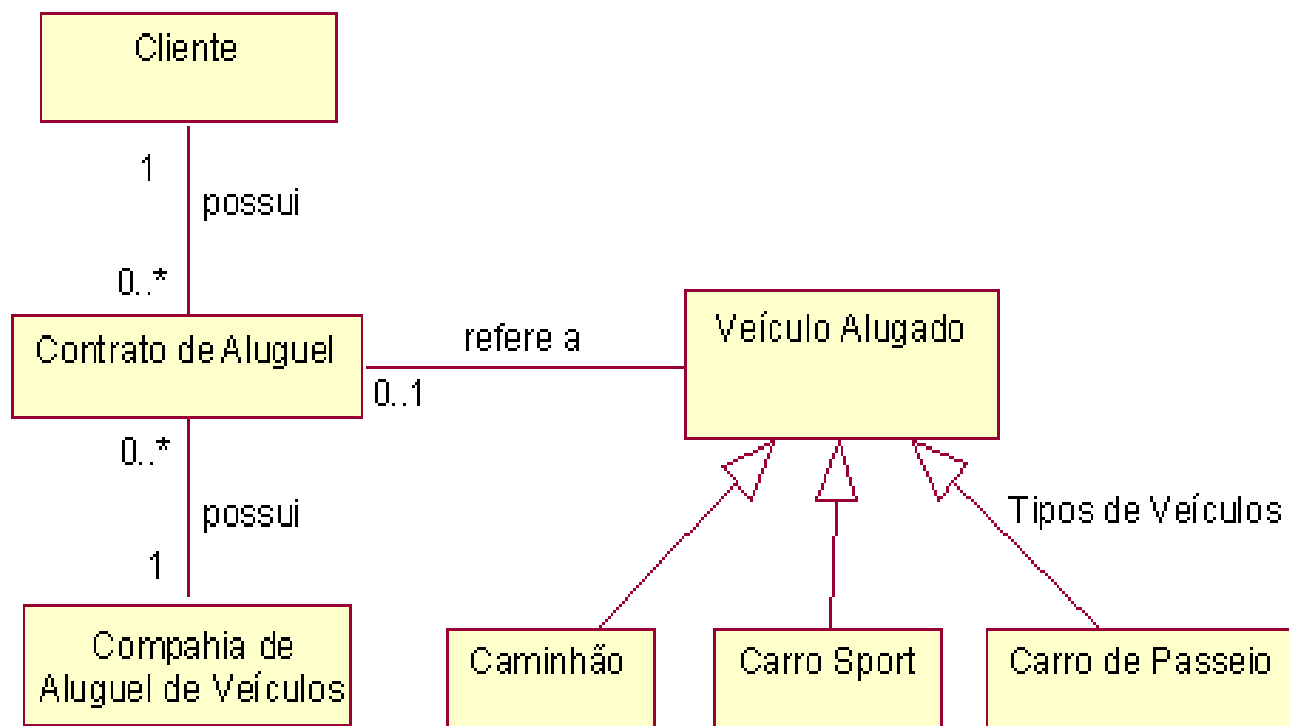 Cliente
1
possui
0..*
Contrato de Aluguel
refere a
0..1
Veículo Alugado
0..*
possui
1
Compahia de
Aluguel de Veículos
Tipos de Veículos
Caminhão
Carro Sport
Carro de Passeio